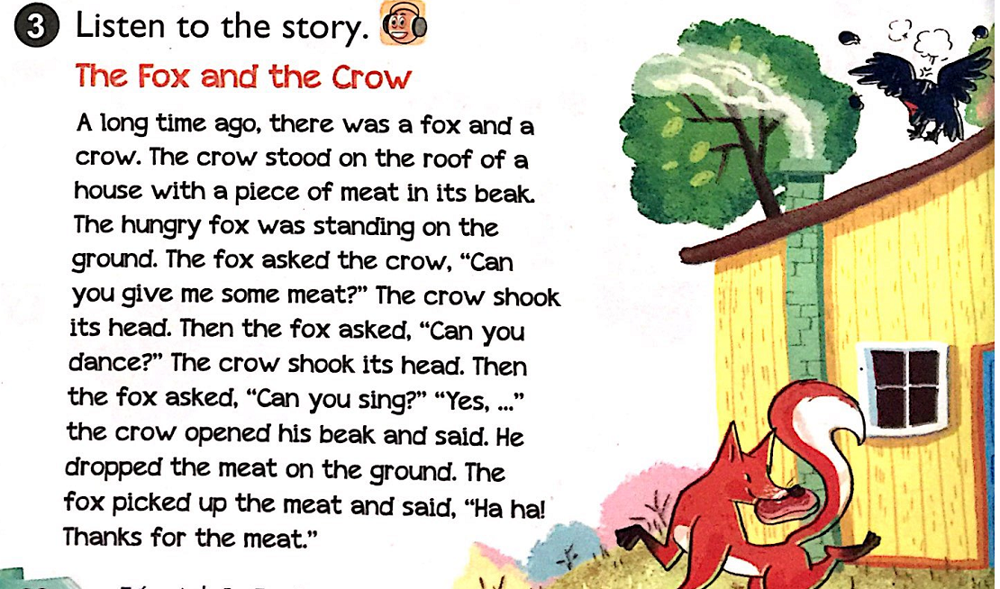 3 Listen to the story.
The Fox and the Crow
A long time ago, there was a fox and a
crow. The crow stood on the roof of a
house with a piece of meat in its beak.
The hungry fox was standing on the
ground. The fox asked the crow, “Can
you give me some meat?” The crow shook
its head. Then the fox asked, “Can you
dance?” The crow shook its head. Then
the fox asked, “Can you sing?” “Yes, ...”
the crow opened his beak and said. He
dropped the meat on the ground. The
fox picked up the meat and said, “Ha ha!
Thanks for the meat.”